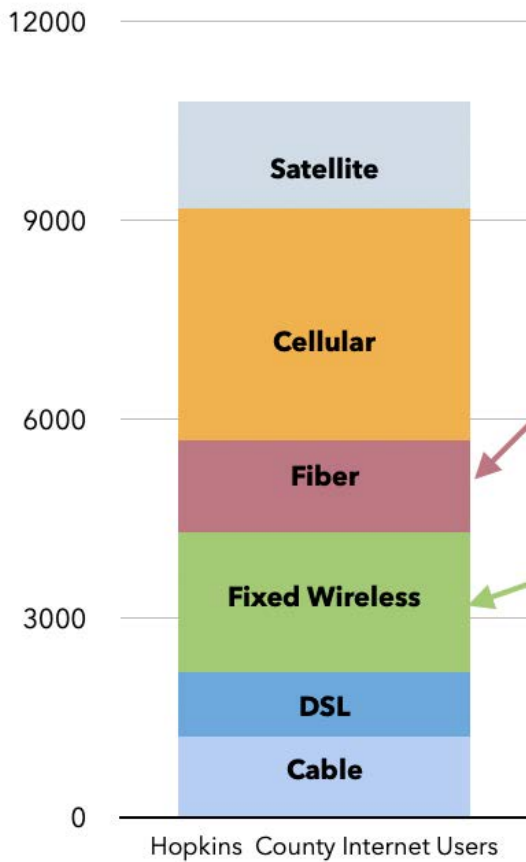 12000
Satellite
9000
Cellular
6000
Fiber
Fixed Wireless
3000
DSL
Cable
0
Hopkins County Internet Users